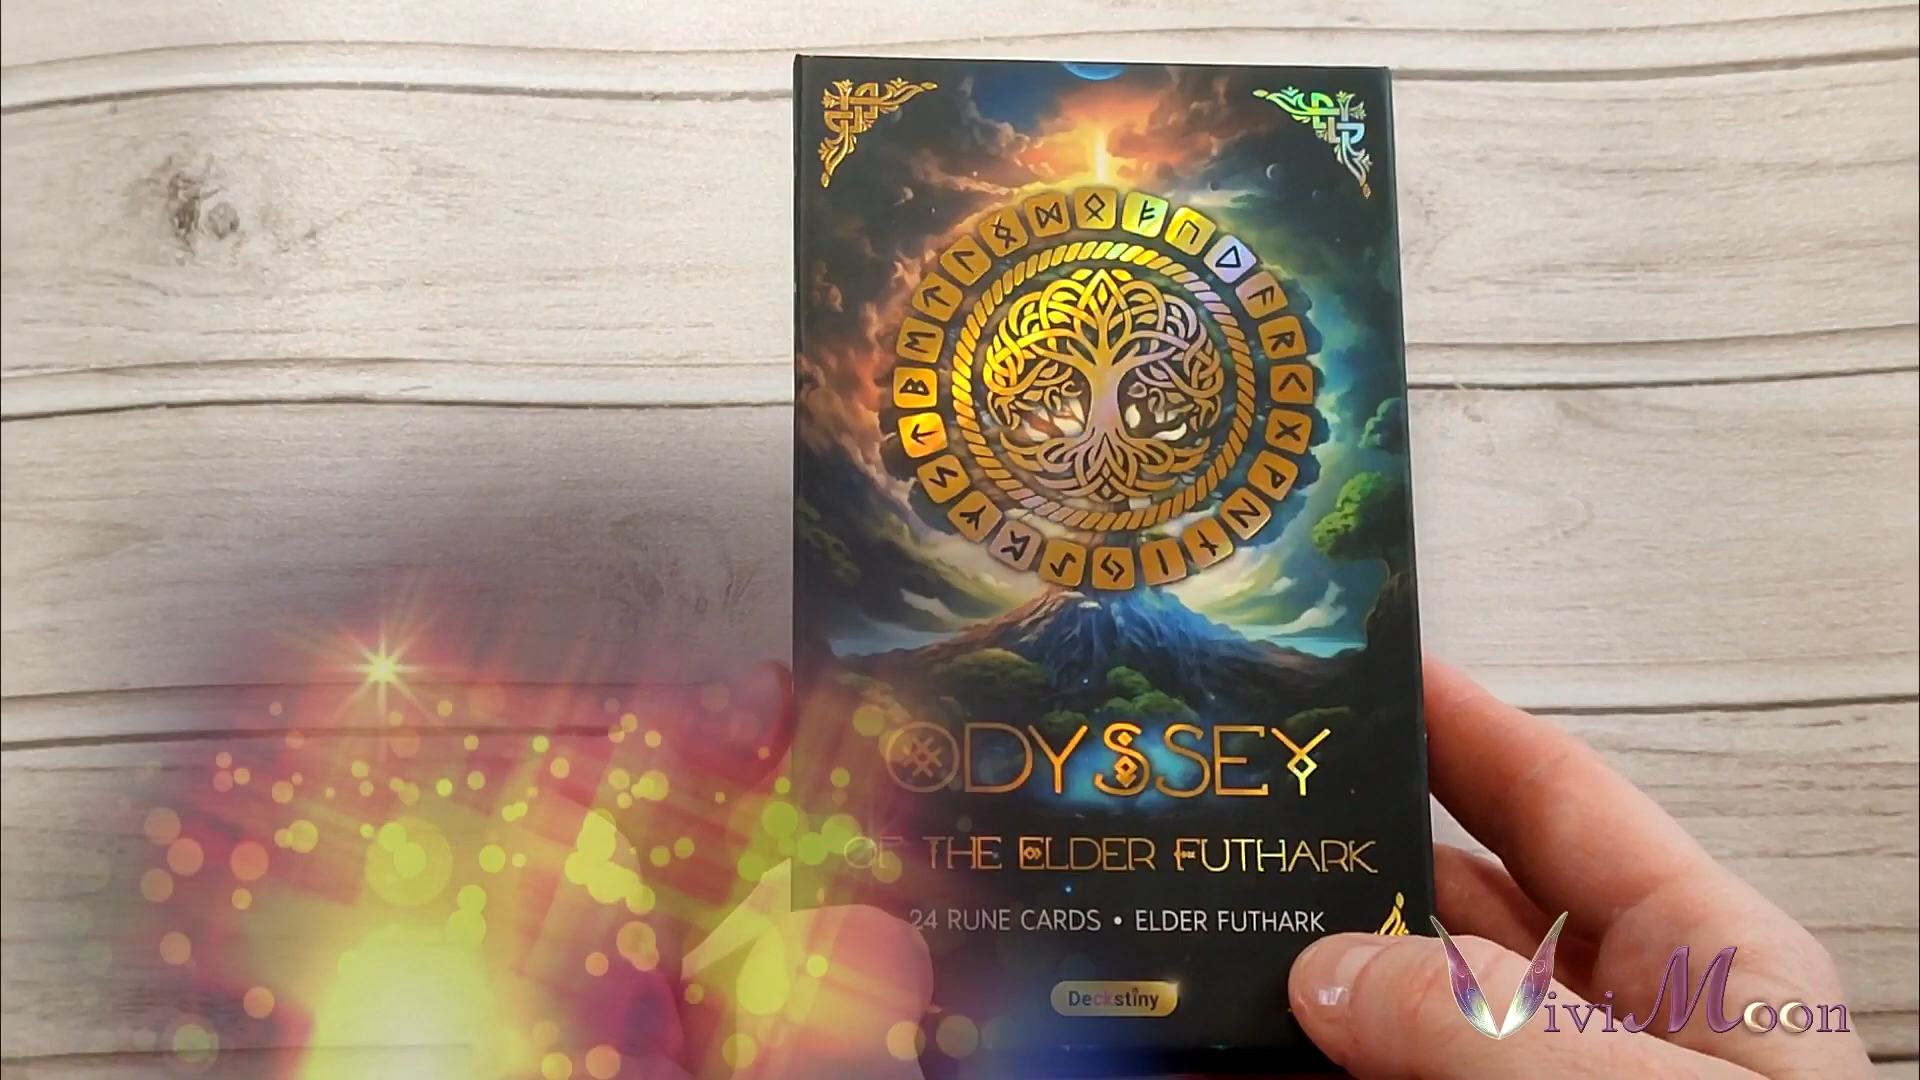 ODYSSEY
OF THE ELDER FUTHARK
24 RUNE CARDS • ELDER FUTHARK
Deckstiny
ViviMoon